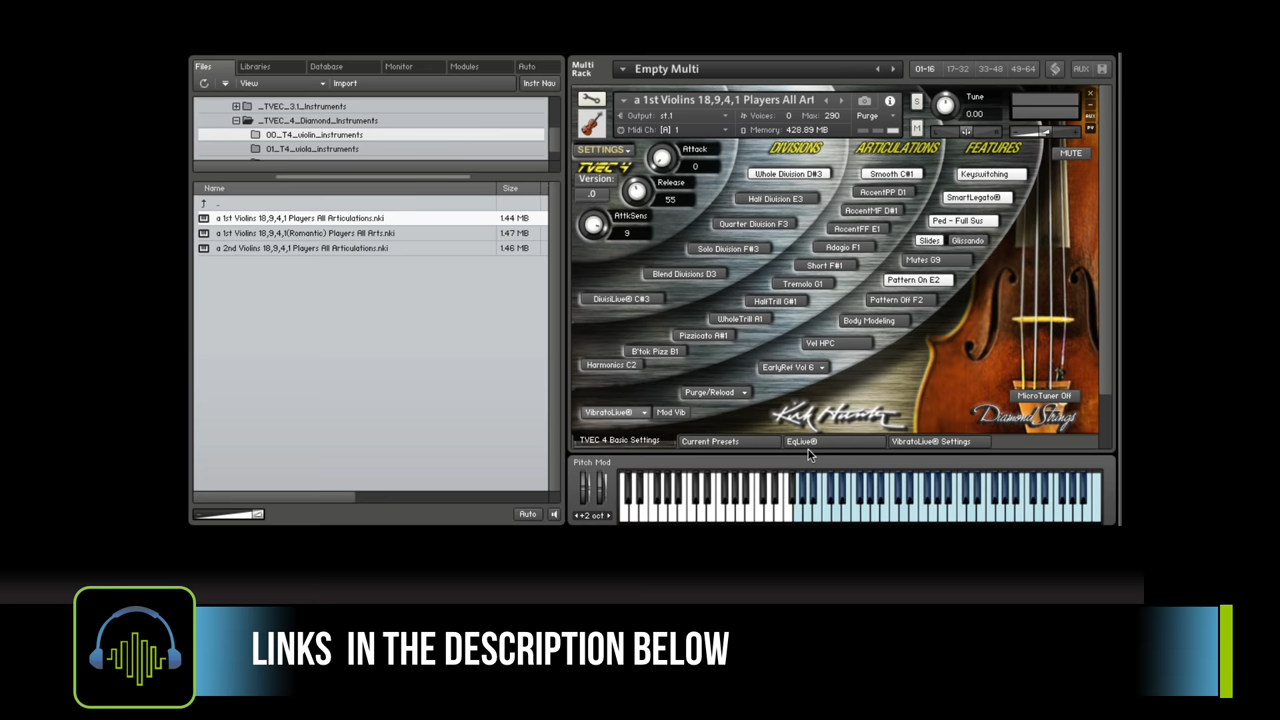 Files
Libraries
Database
Monitor
Modules
Auto
View
Import
Instr Nav
_TVEC_3.1_Instruments
_TVEC_4_Diamond_Instruments
00_T4_violin_instruments
01_T4_viola_instruments
Name
Size
..
a 1st Violins 18,9,4,1 Players All Articulations.nki
1.44 MB
a 1st Violins 18,9,4,1(Romantic) Players All Arts.nki
1.47 MB
a 2nd Violins 18,9,4,1 Players All Articulations.nki
1.46 MB
Auto
Multi
Rack
Empty Multi
01-16
17-32
33-48
49-64
AUX
a 1st Violins 18,9,4,1 Players All Art
Output: st.1
Voices: 0
Max: 290
Purge
Midi Ch: [A] 1
Memory: 428.89 MB
S
M
Tune
0.00
SETTINGS
TVEC 4
Version:
.0
Attack
0
Release
55
AttkSens
9
DIVISIONS
ARTICULATIONS
FEATURES
MUTE
Whole Division D#3
Half Division E3
Quarter Division F3
Solo Division F#3
Blend Divisions D3
DivisiLive® C#3
Smooth C#1
AccentPP D1
AccentMF D#1
AccentFF E1
Adagio F1
Short F#1
Tremolo G1
HalfTrill G#1
WholeTrill A1
Pizzicato A#1
B'tok Pizz B1
Harmonics C2
Keyswitching
SmartLegato®
Ped - Full Sus
Slides
Glissando
Mutes G9
Pattern On E2
Pattern Off F2
Body Modeling
Vel HPC
EarlyRef Vol 6
Purge/Reload
VibratoLive®
Mod Vib
MicroTuner Off
Kirk Hunter
Diamond Strings
TVEC 4 Basic Settings
Current Presets
EqLive®
VibratoLive® Settings
Pitch Mod
+2 oct
LINKS IN THE DESCRIPTION BELOW